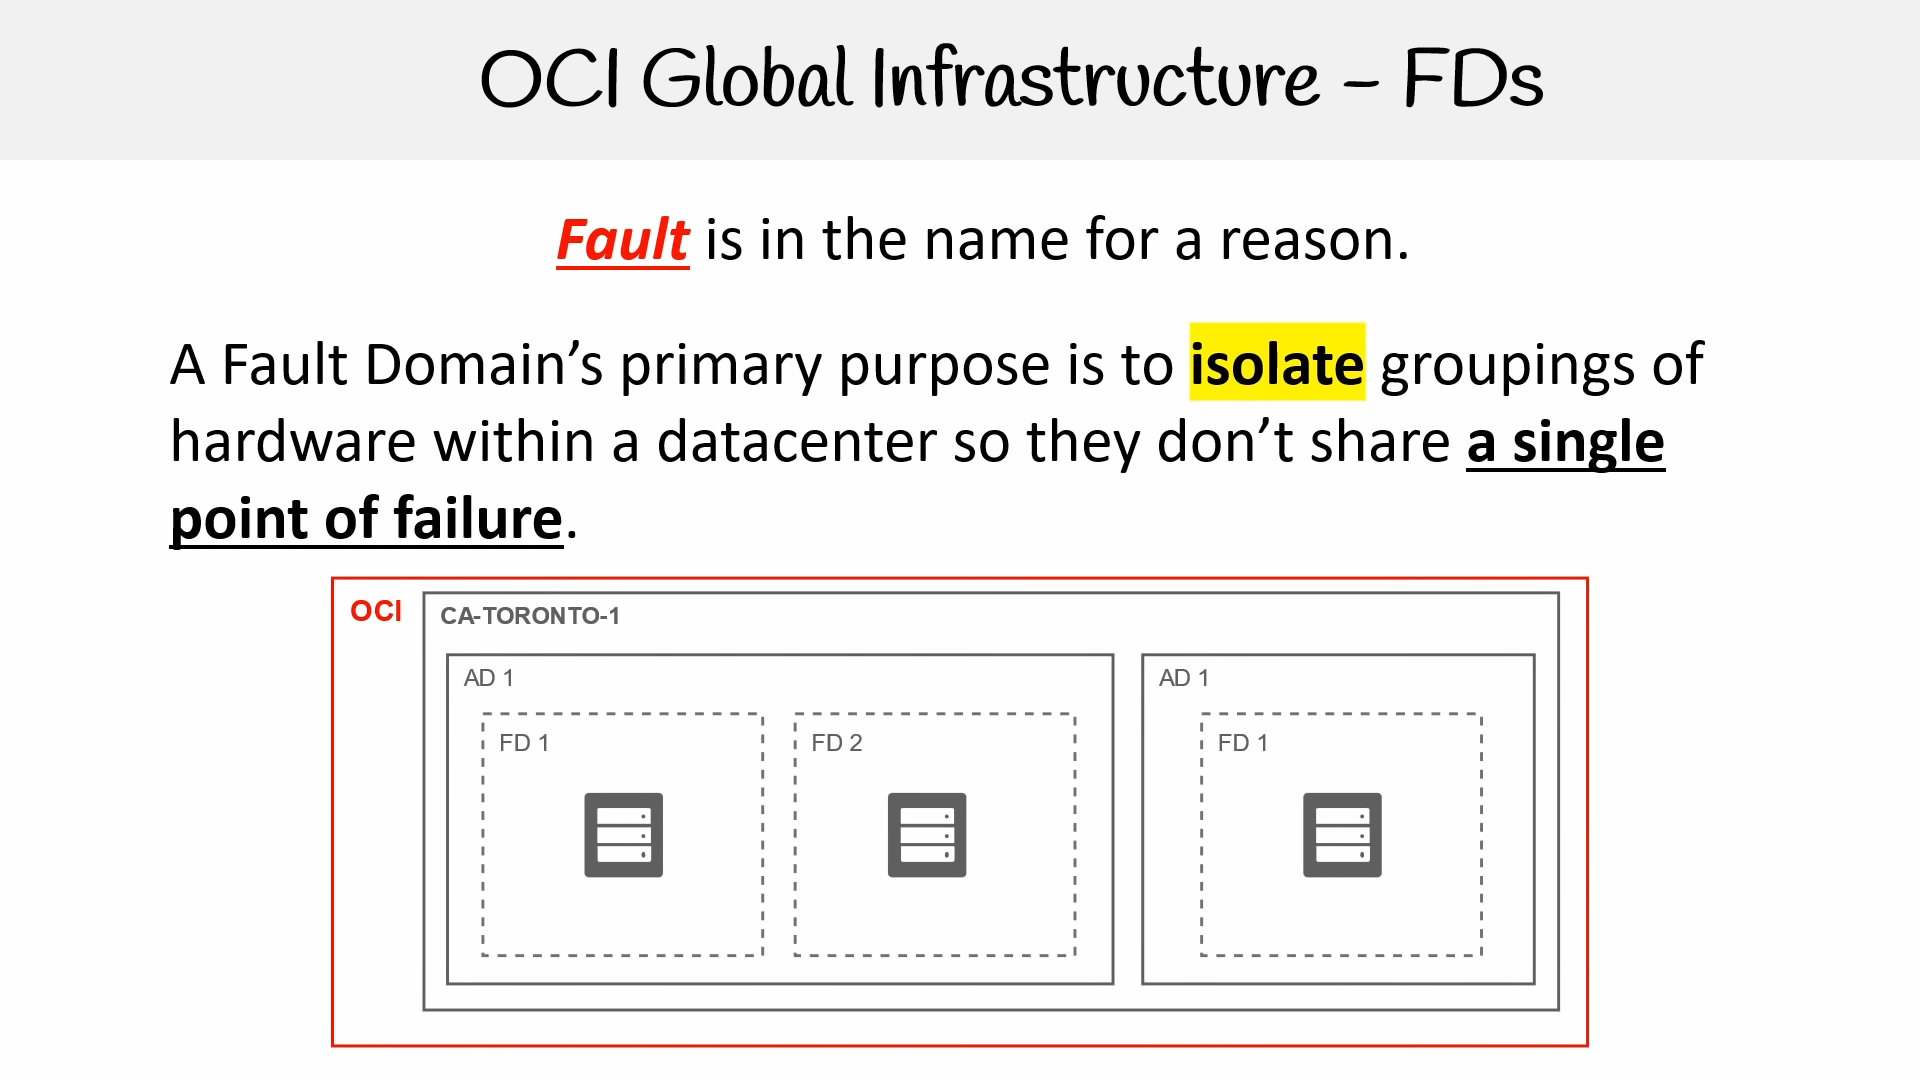 OCI Global Infrastructure – FDs
Fault is in the name for a reason.
A Fault Domain’s primary purpose is to isolate groupings of
hardware within a datacenter so they don’t share a single
point of failure.
OCI
CA-TORONTO-1
AD 1
FD 1
FD 2
AD 1
FD 1